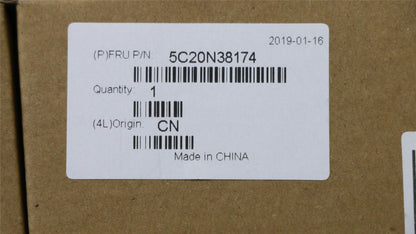 2019-01-16
(P)FRU P/N: 5C20N38174
Quantity: 1
(4L)Origin: CN
Made in CHINA